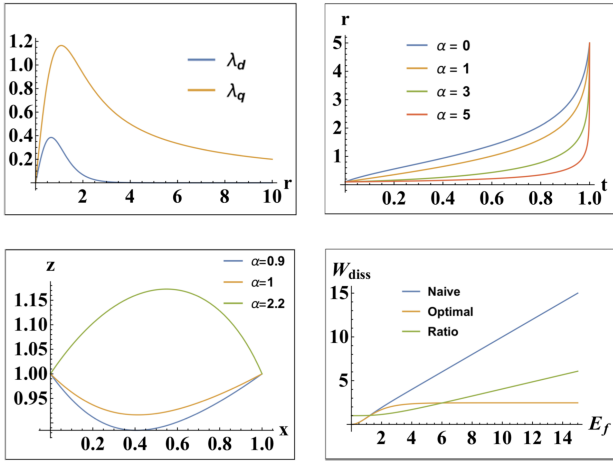 1.2
1.0
0.8
0.6
0.4
0.2
λd
λq
2 4 6 8 10 r
r
5
4
3
2
1
α = 0
α = 1
α = 3
α = 5
0.2 0.4 0.6 0.8 1.0 t
z
1.15
1.10
1.05
1.00
0.95
α=0.9
α=1
α=2.2
0.2 0.4 0.6 0.8 1.0 x
Wdiss
15
10
5
Naive
Optimal
Ratio
2 4 6 8 10 12 14 Ef